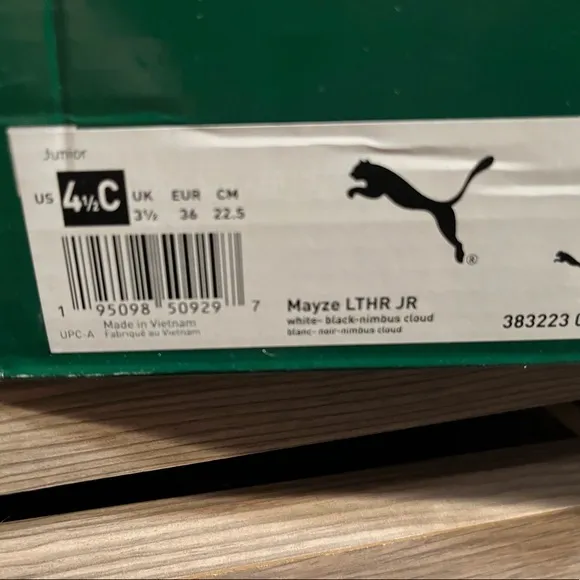 Junior
US 4½C UK EUR CM
3½ 36 22.5
1 95098 50929 7
UPC-A Made in Vietnam
Fabriqué au Vietnam
®
Mayze LTHR JR
white-black-nimbus cloud
blanc-noir-nimbus cloud
383223 0